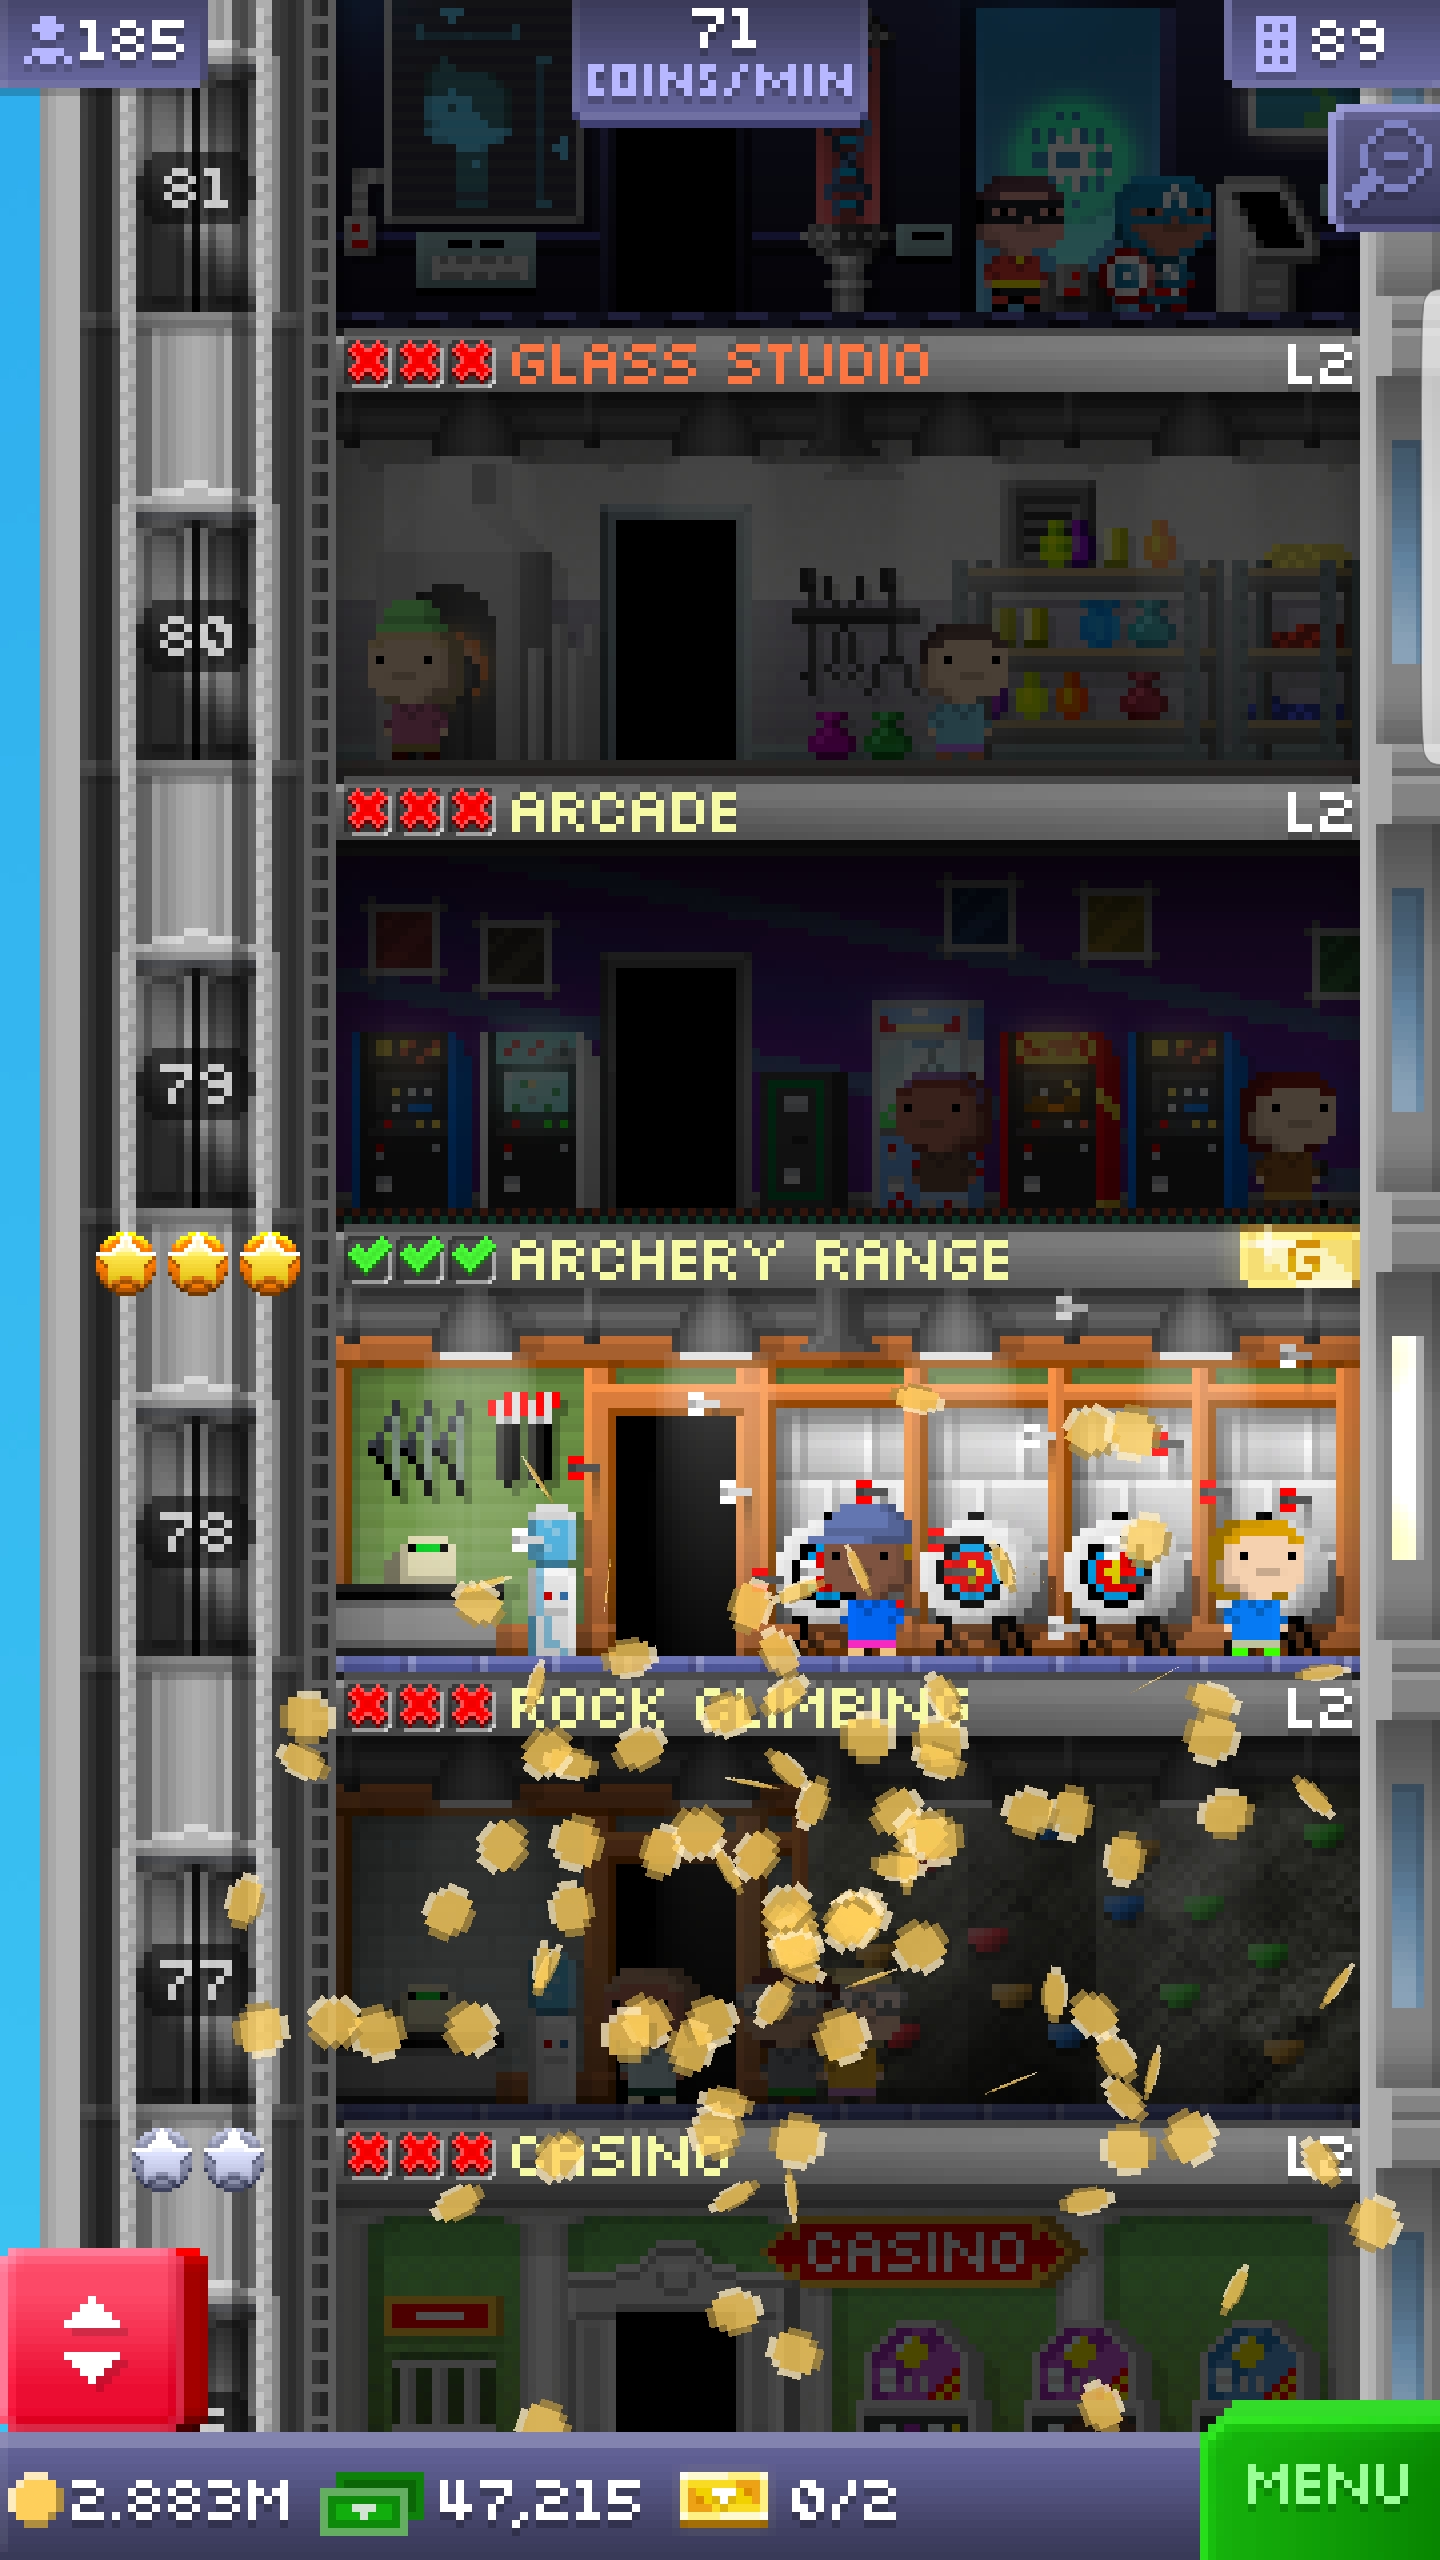 185
71
COINS/MIN
89
81
GLASS STUDIO L2
80
ARCADE L2
79
ARCHERY RANGE G
78
ROCK CLIMBING L2
77
CASINO L2
CASINO
2.883M 47,215 0/2
MENU